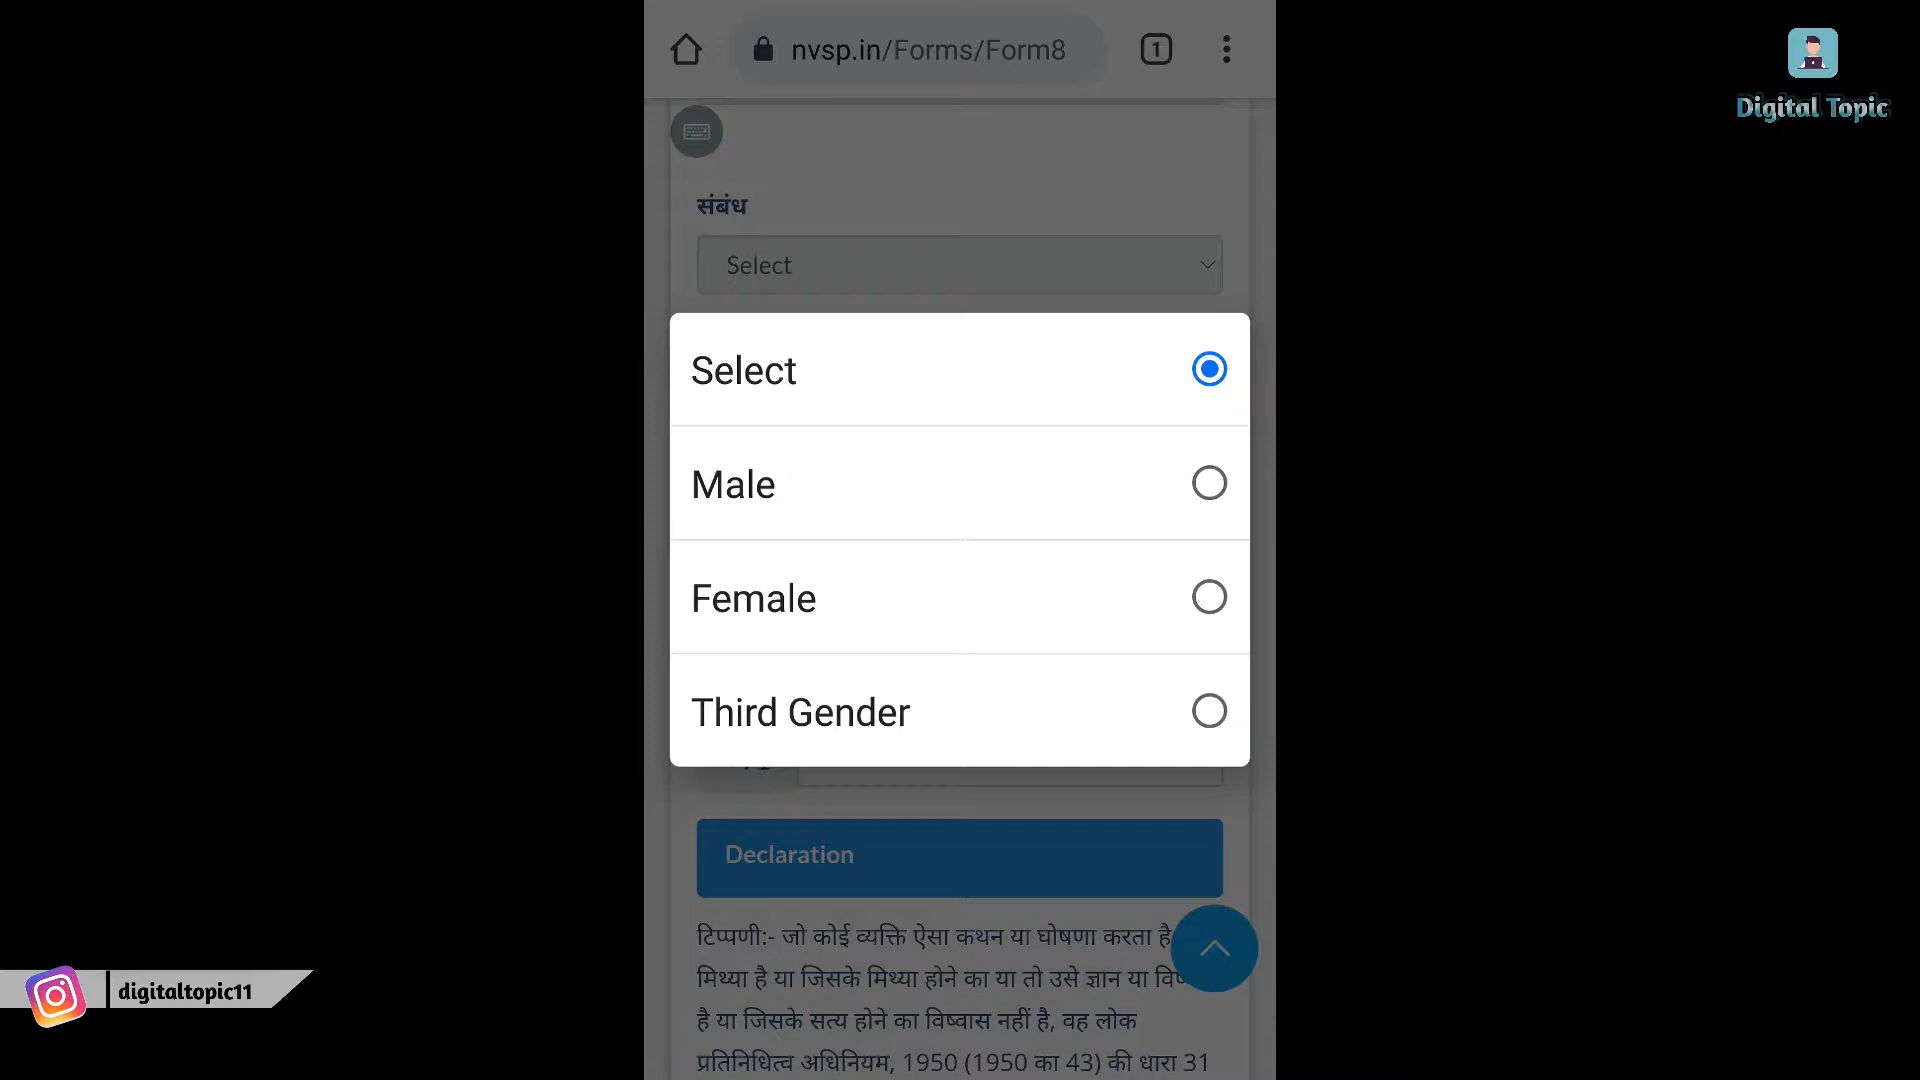 nvsp.in/Forms/Form8
1
Digital Topic
संबंध
Select
Select
Male
Female
Third Gender
Declaration
टिप्पणी:- जो कोई व्यक्ति ऐसा कथन या घोषणा करता है
मिथ्या है या जिसके मिथ्या होने का या तो उसे ज्ञान या
है या जिसके सत्य होने का विष्वास नहीं है, वह लोक
प्रतिनिधित्व अधिनियम, 1950 (1950 का 43) की धारा 31
digitaltopic11